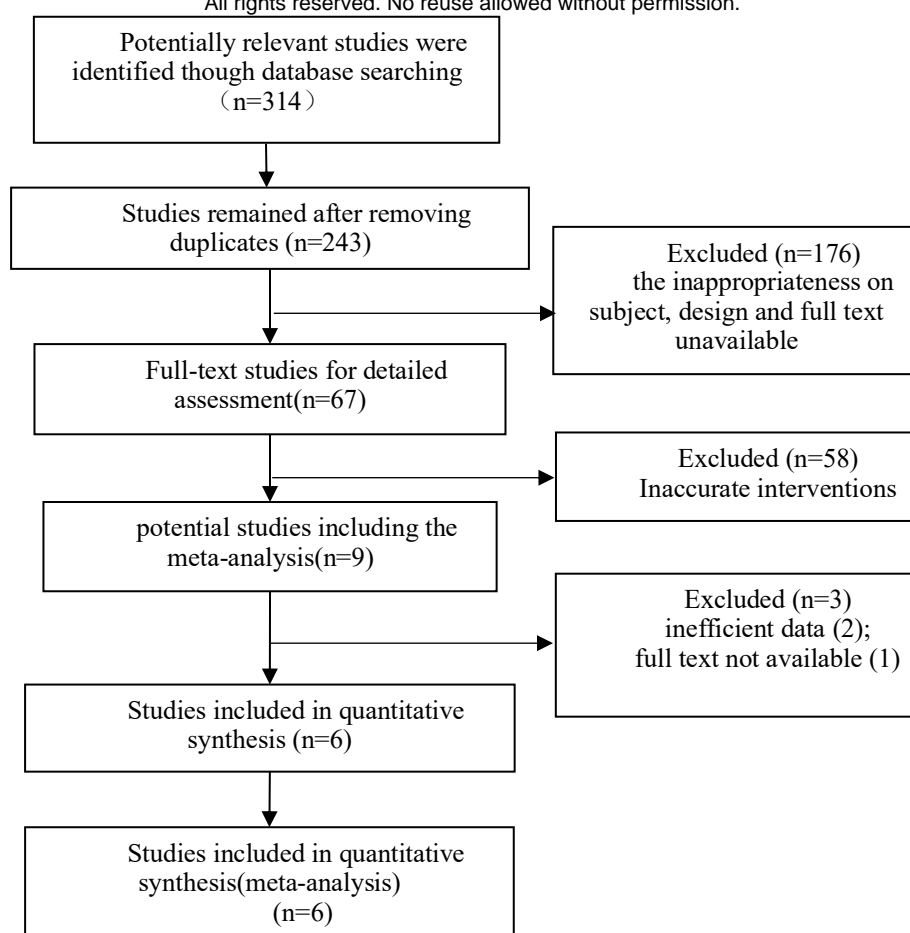 All rights reserved. No reuse allowed without permission.
Potentially relevant studies were
identified though database searching
（n=314）
Studies remained after removing
duplicates (n=243)
Excluded (n=176)
the inappropriateness on
subject, design and full text
unavailable
Full-text studies for detailed
assessment(n=67)
Excluded (n=58)
Inaccurate interventions
potential studies including the
meta-analysis(n=9)
Excluded (n=3)
inefficient data (2);
full text not available (1)
Studies included in quantitative
synthesis (n=6)
Studies included in quantitative
synthesis(meta-analysis)
(n=6)